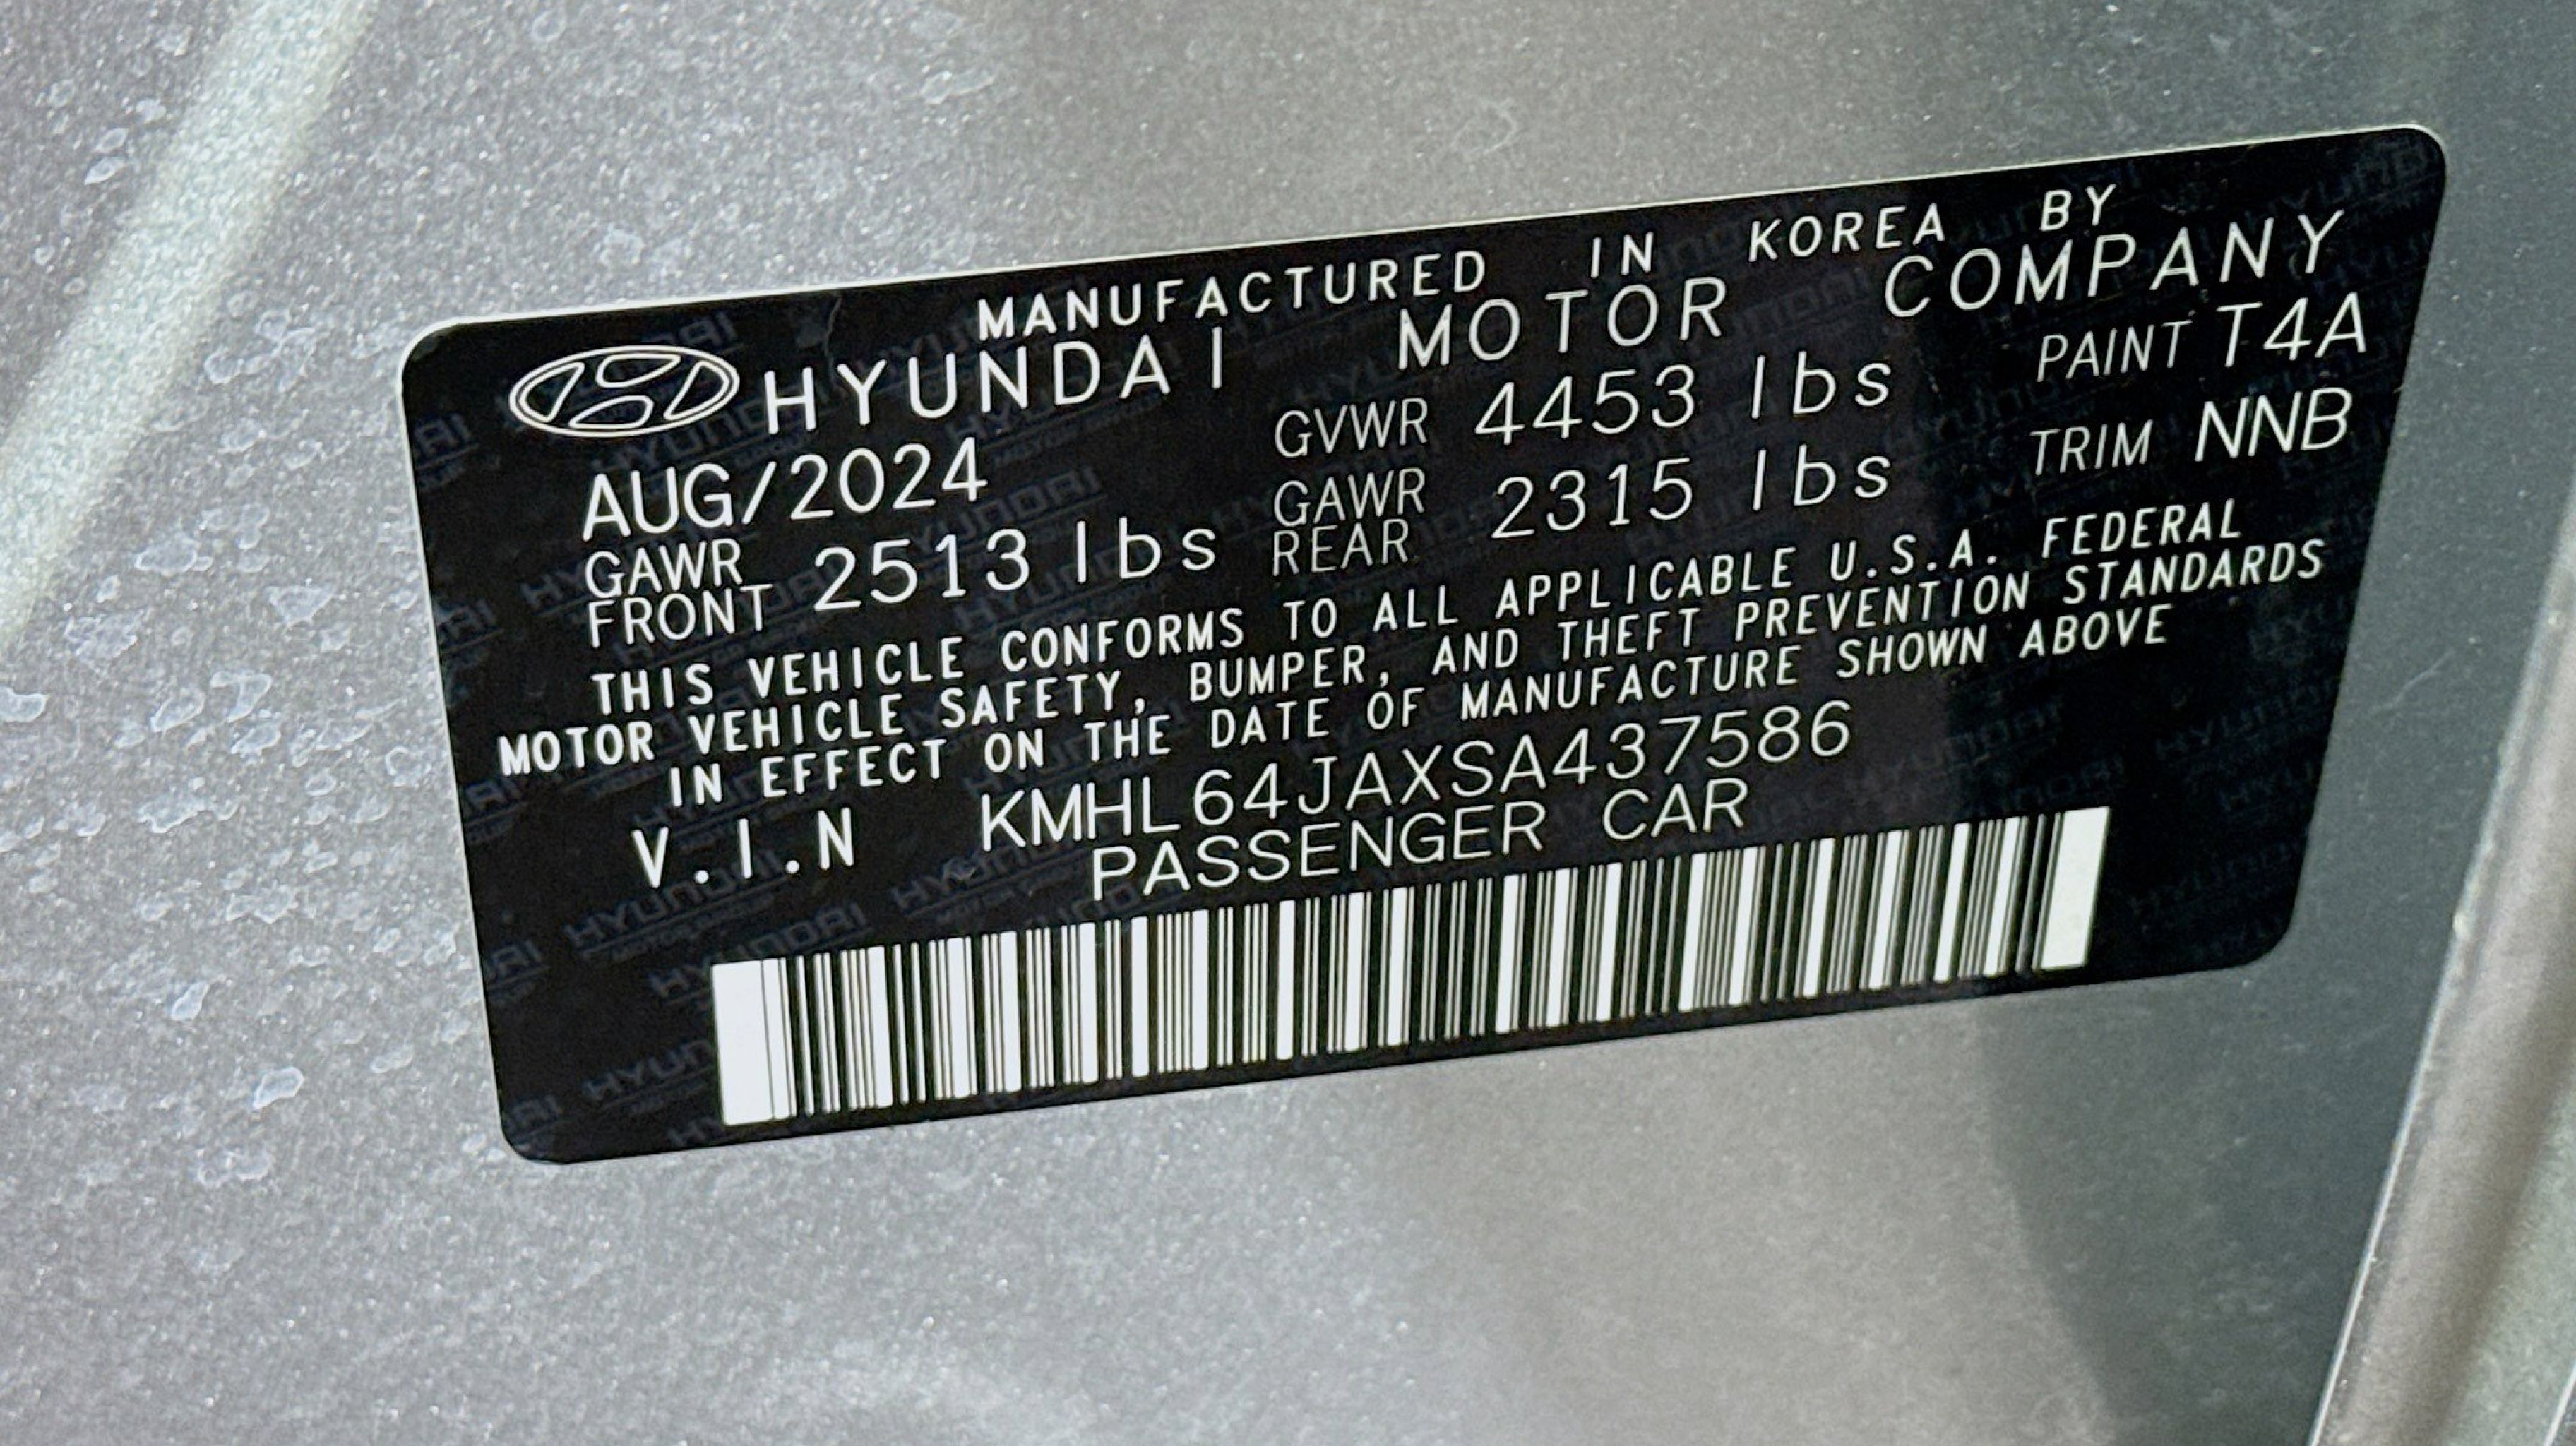 MANUFACTURED IN KOREA BY
HYUNDAI MOTOR COMPANY
AUG/2024 GVWR 4453 lbs PAINT T4A
GAWR FRONT 2513 lbs GAWR REAR 2315 lbs TRIM NNB
THIS VEHICLE CONFORMS TO ALL APPLICABLE U.S.A. FEDERAL
MOTOR VEHICLE SAFETY, BUMPER, AND THEFT PREVENTION STANDARDS
IN EFFECT ON THE DATE OF MANUFACTURE SHOWN ABOVE
V.I.N KMHL64JAXSA437586
PASSENGER CAR